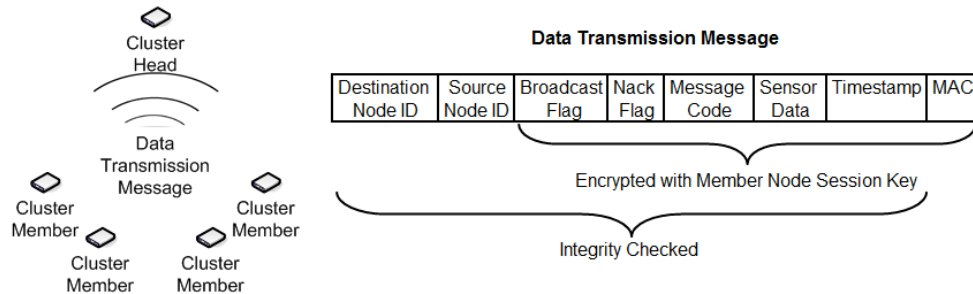 Cluster
Head
Data
Transmission
Message
Cluster
Member
Cluster
Member
Cluster
Member
Cluster
Member
Data Transmission Message
Destination
Node ID
Source
Node ID
Broadcast
Flag
Nack
Flag
Message
Code
Sensor
Data
Timestamp
MAC
Encrypted with Member Node Session Key
Integrity Checked